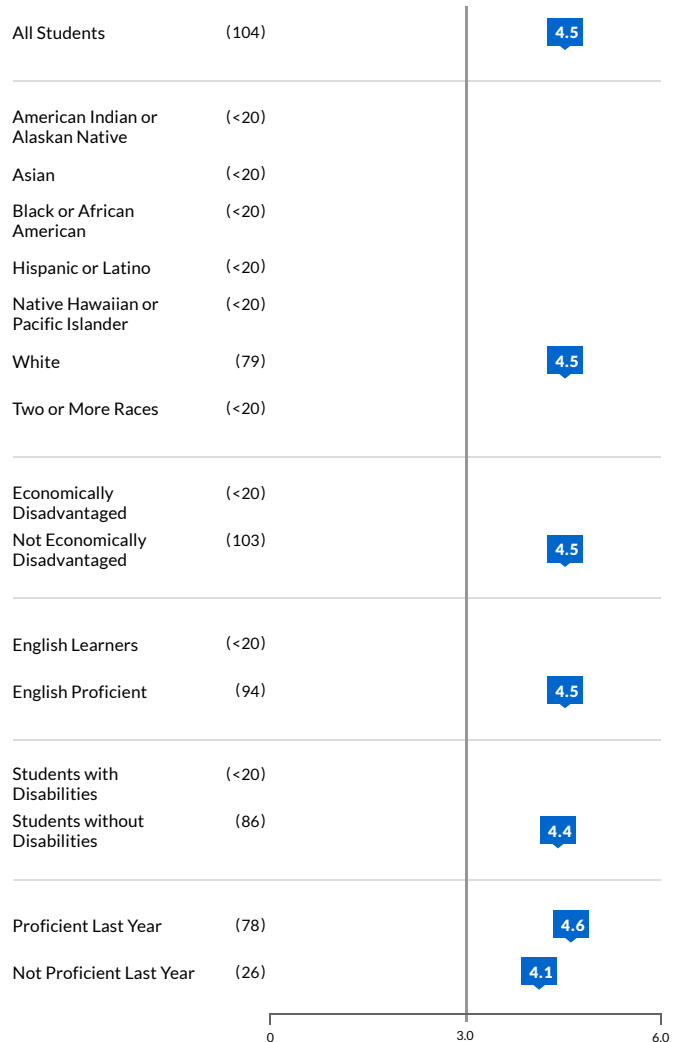 All Students (104) 4.5
American Indian or (<20)
Alaskan Native
Asian (<20)
Black or African (<20)
American
Hispanic or Latino (<20)
Native Hawaiian or (<20)
Pacific Islander
White (79) 4.5
Two or More Races (<20)
Economically (<20)
Disadvantaged
Not Economically (103) 4.5
Disadvantaged
English Learners (<20)
English Proficient (94) 4.5
Students with (<20)
Disabilities
Students without (86) 4.4
Disabilities
Proficient Last Year (78) 4.6
Not Proficient Last Year (26) 4.1
0 3.0 6.0